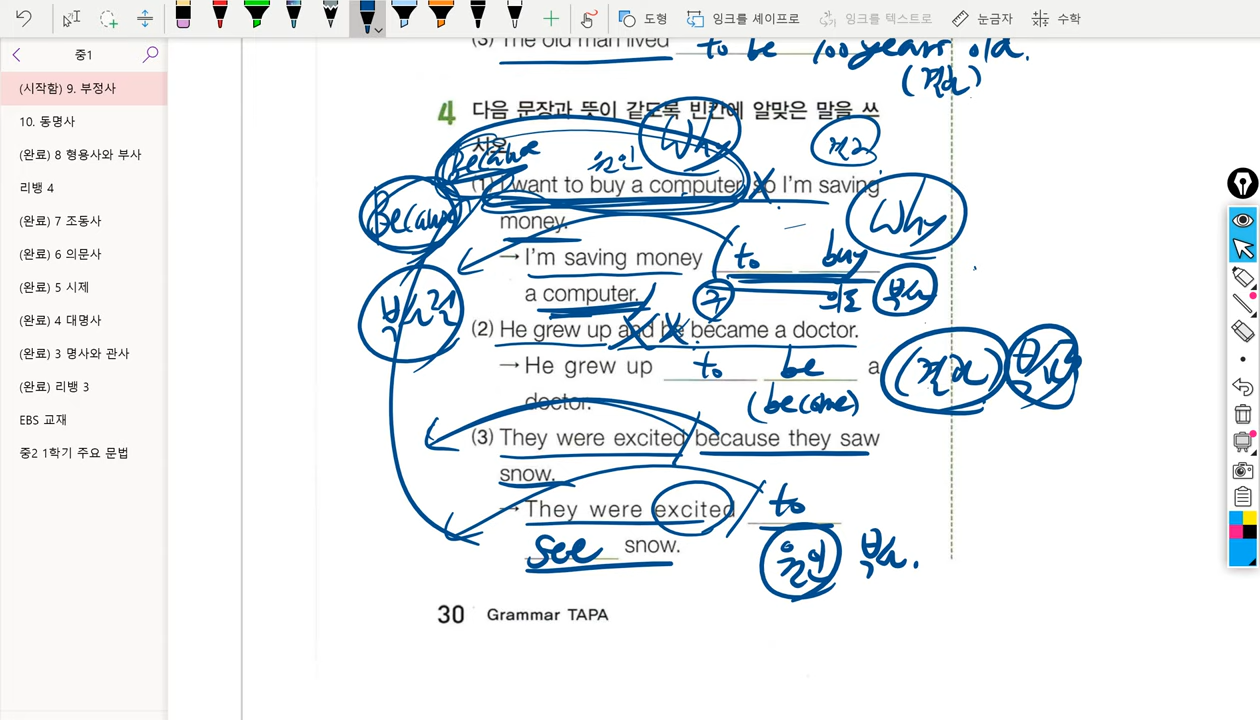 도형
잉크를 셰이프로
잉크를 텍스트로
눈금자
수학
중1
(시작함) 9. 부정사
10. 동명사
(완료) 8 형용사와 부사
리뱅 4
(완료) 7 조동사
(완료) 6 의문사
(완료) 5 시제
(완료) 4 대명사
(완료) 3 명사와 관사
(완료) 리뱅 3
EBS 교재
중2 1학기 주요 문법
(3) The old man lived to be 100 years old.
(결과)
4 다음 문장과 뜻이 같도록 빈칸에 알맞은 말을 쓰
시오.
Because 원인 Why 결과
(1) I want to buy a computer, so I'm saving
Because money. Why
→ I'm saving money to buy
a computer. 의도 부사
(2) He grew up and he became a doctor.
→ He grew up to be a (결과) 부사
doctor. (become)
(3) They were excited because they saw
snow.
→ They were excited to
see snow. 원인 부사.
30 Grammar TAPA